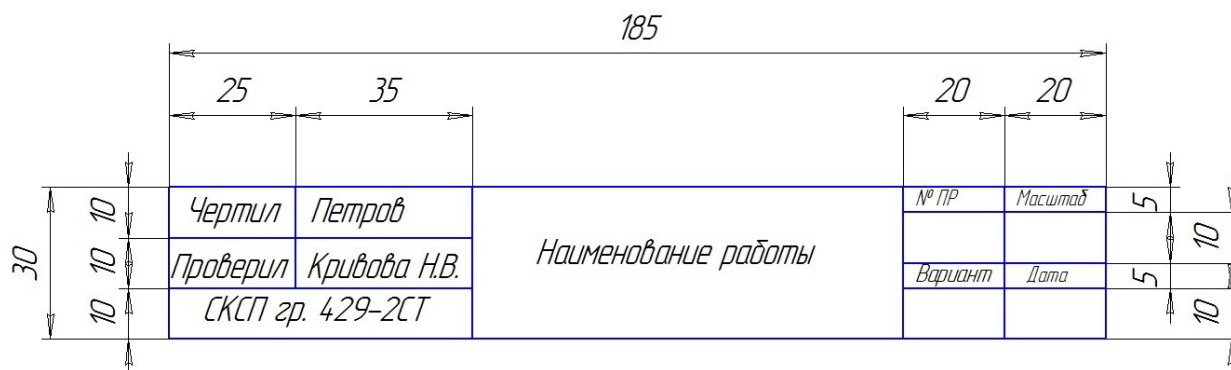 185
25 35 20 20
Чертил Петров № ПР Масштаб
10 5
30 10 Проверил Кривова Н.В. Наименование работы 10
Вариант Дата 5
10 СКСП гр. 429-2СТ 10